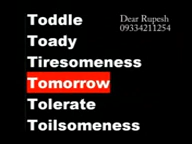 Toddle
Dear Rupesh
09334211254
Toady
Tiresomeness
Tomorrow
Tolerate
Toilsomeness